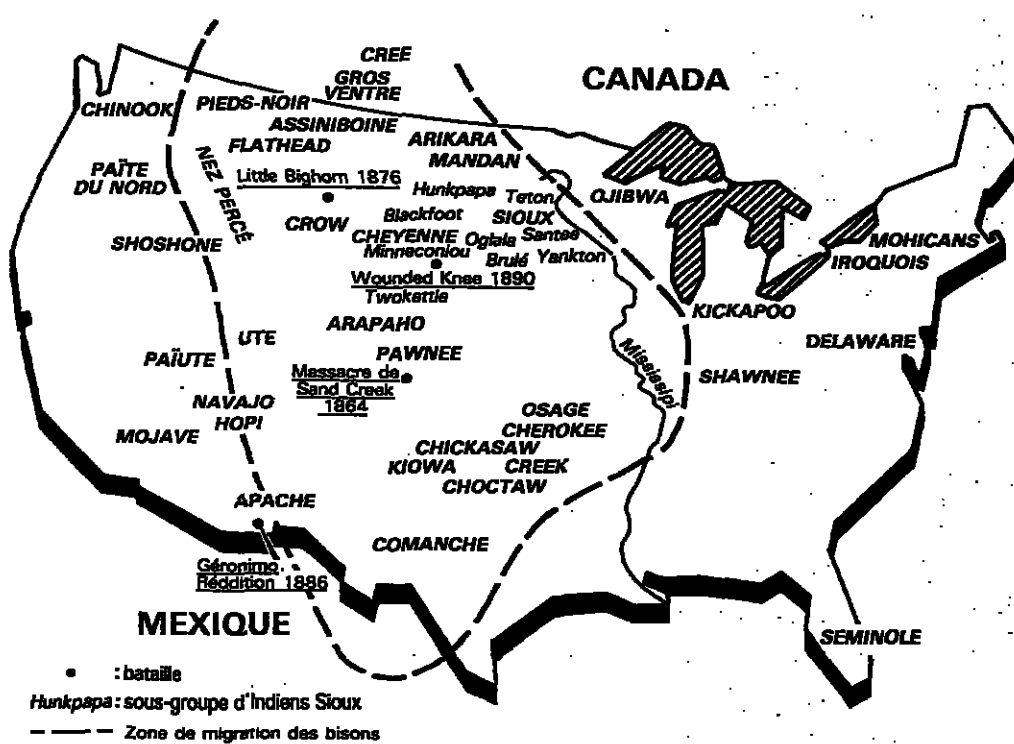 CREE
GROS
VENTRE
CANADA
CHINOOK
PIEDS-NOIR
ASSINIBOINE
FLATHEAD
ARIKARA
MANDAN
PAÏTE
DU NORD
NEZ PERCÉ
Little Bighorn 1876
Hunkpapa
Teton
OJIBWA
CROW
Blackfoot
SIOUX
SHOSHONE
CHEYENNE
Oglala
Santee
Minneconjou
Brulé
Yankton
MOHICANS
IROQUOIS
Wounded Knee 1890
Twokettle
KICKAPOO
ARAPAHO
UTE
PAÏUTE
PAWNEE
Mississipi
DELAWARE
SHAWNEE
Massacre de
Sand Creek
1864
NAVAJO
HOPI
MOJAVE
OSAGE
CHEROKEE
CHICKASAW
KIOWA
CREEK
CHOCTAW
APACHE
COMANCHE
Géronimo.
Réddition 1886
MEXIQUE
SEMINOLE
• : bataille
Hunkpapa: sous-groupe d'Indiens Sioux
Zone de migration des bisons